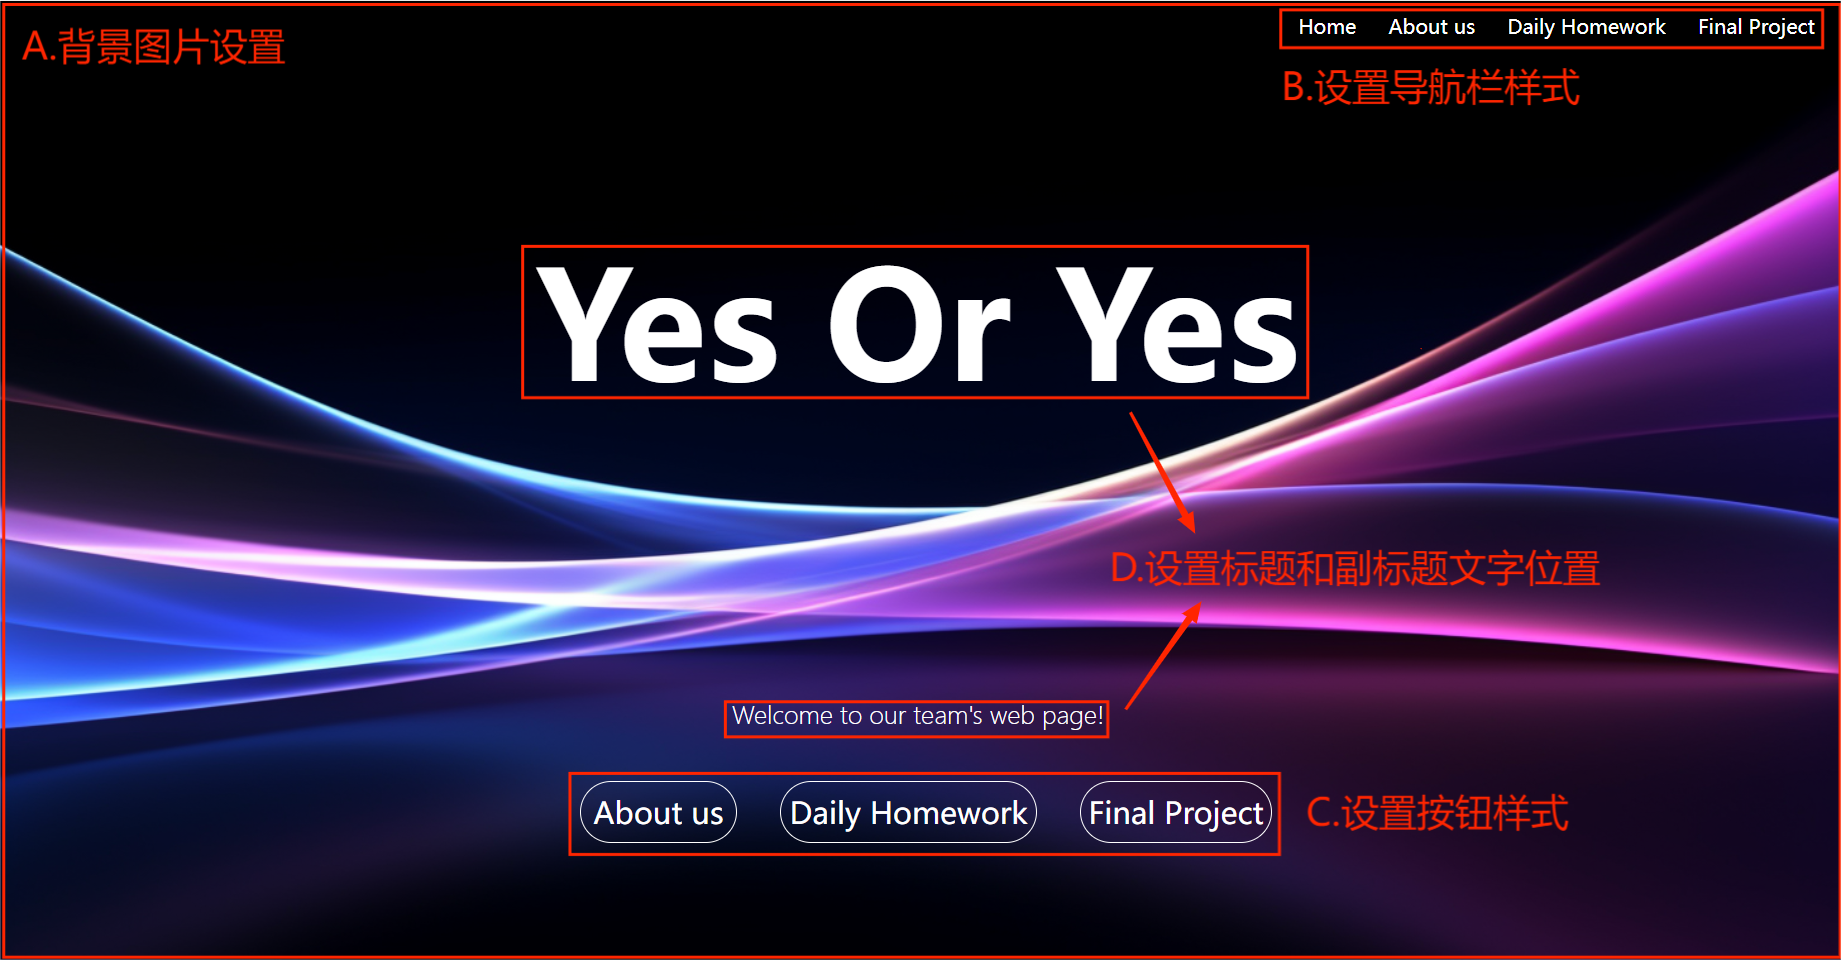 A.背景图片设置
Home About us Daily Homework Final Project
B.设置导航栏样式
Yes Or Yes
D.设置标题和副标题文字位置
Welcome to our team's web page!
About us Daily Homework Final Project
C.设置按钮样式